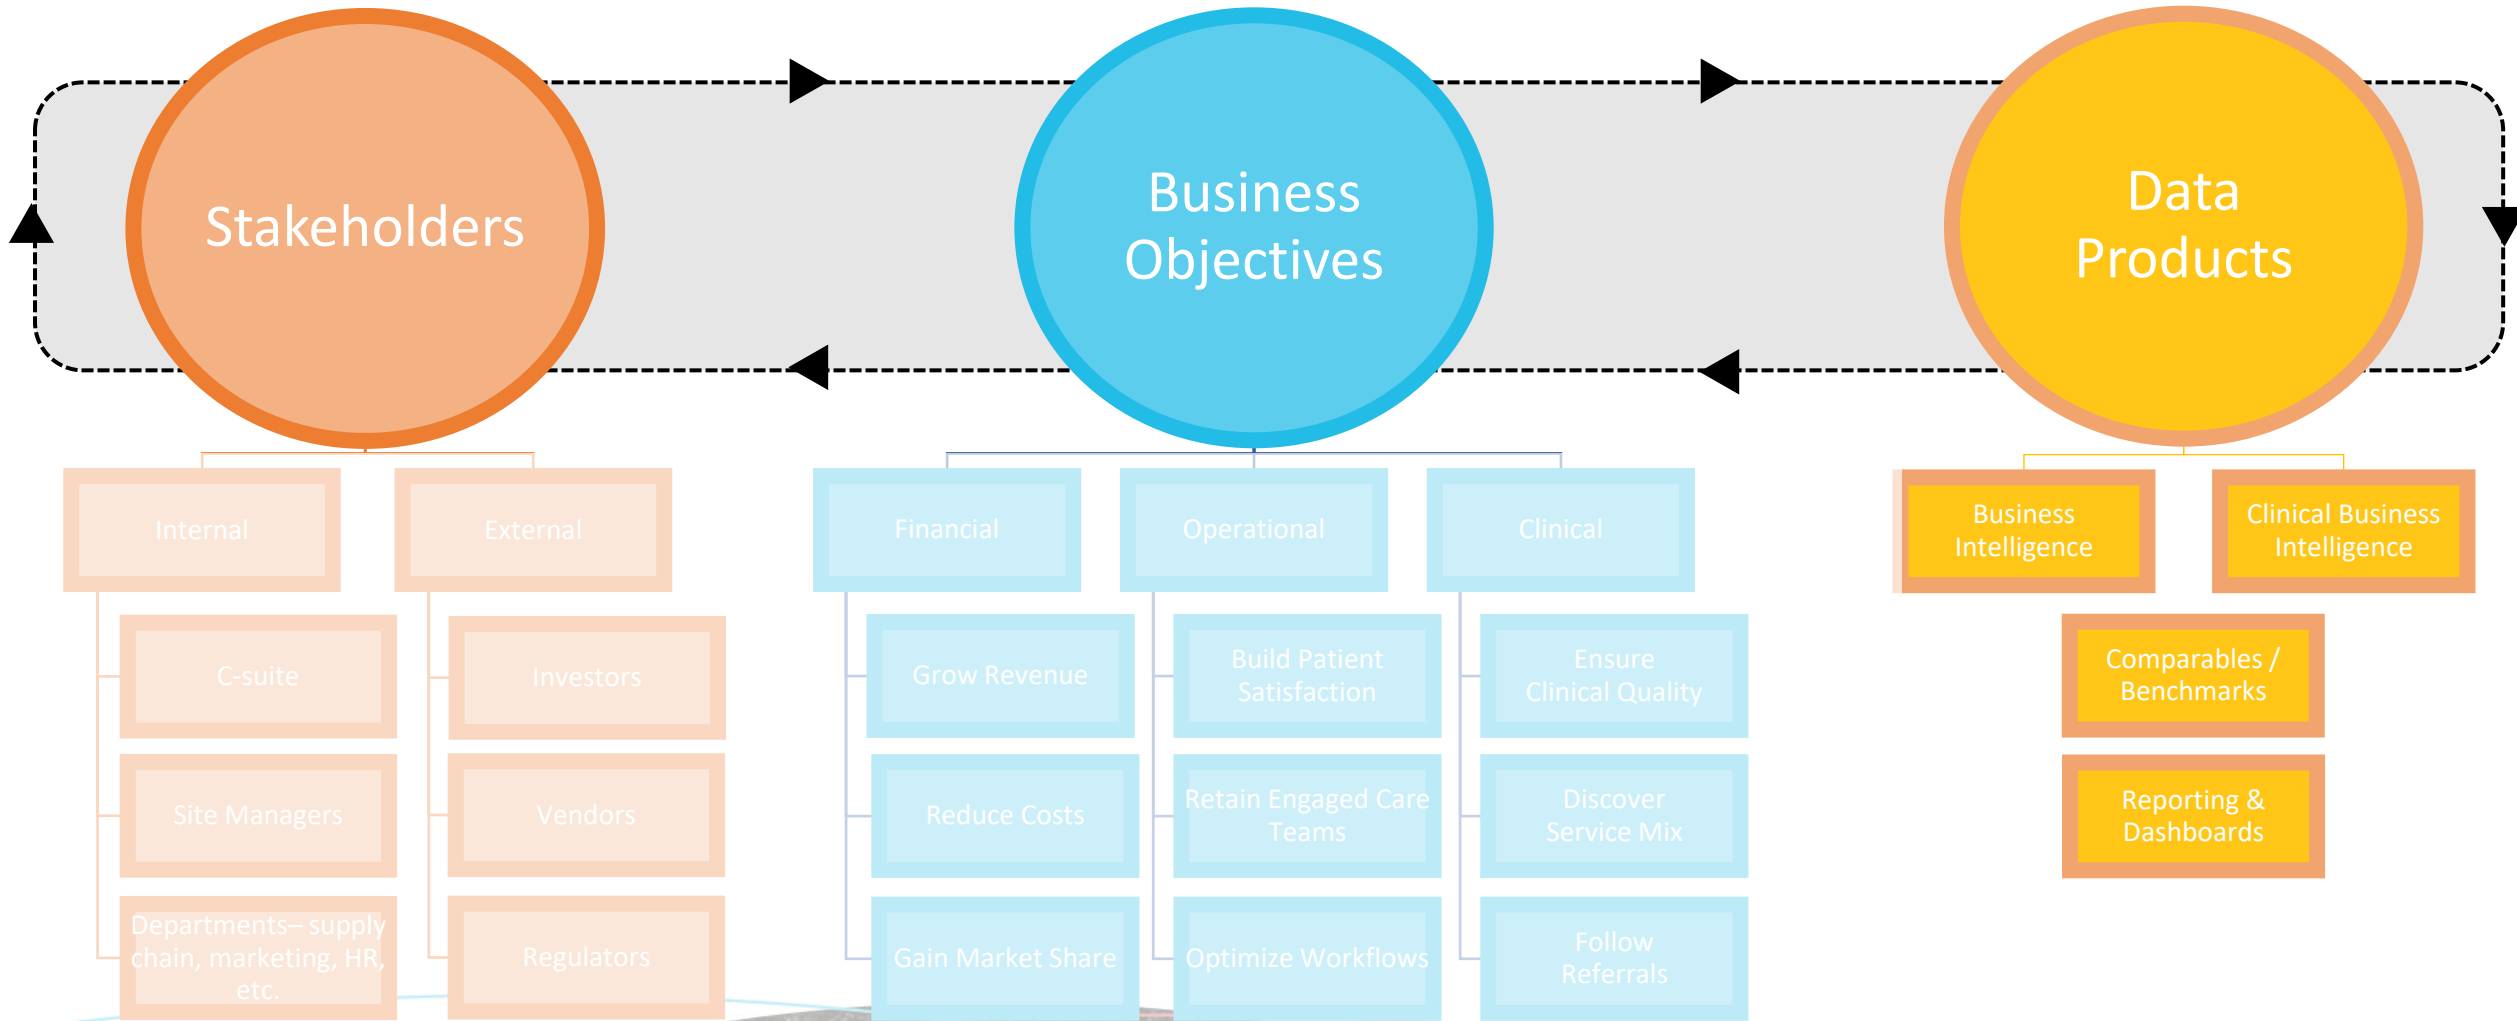 Stakeholders
Business
Objectives
Data
Products
Internal
External
C-suite
Investors
Site Managers
Vendors
Departments– supply
chain, marketing, HR,
etc.
Regulators
Financial
Operational
Clinical
Grow Revenue
Build Patient
Satisfaction
Ensure
Clinical Quality
Reduce Costs
Retain Engaged Care
Teams
Discover
Service Mix
Gain Market Share
Optimize Workflows
Follow
Referrals
Business
Intelligence
Clinical Business
Intelligence
Comparables /
Benchmarks
Reporting &
Dashboards